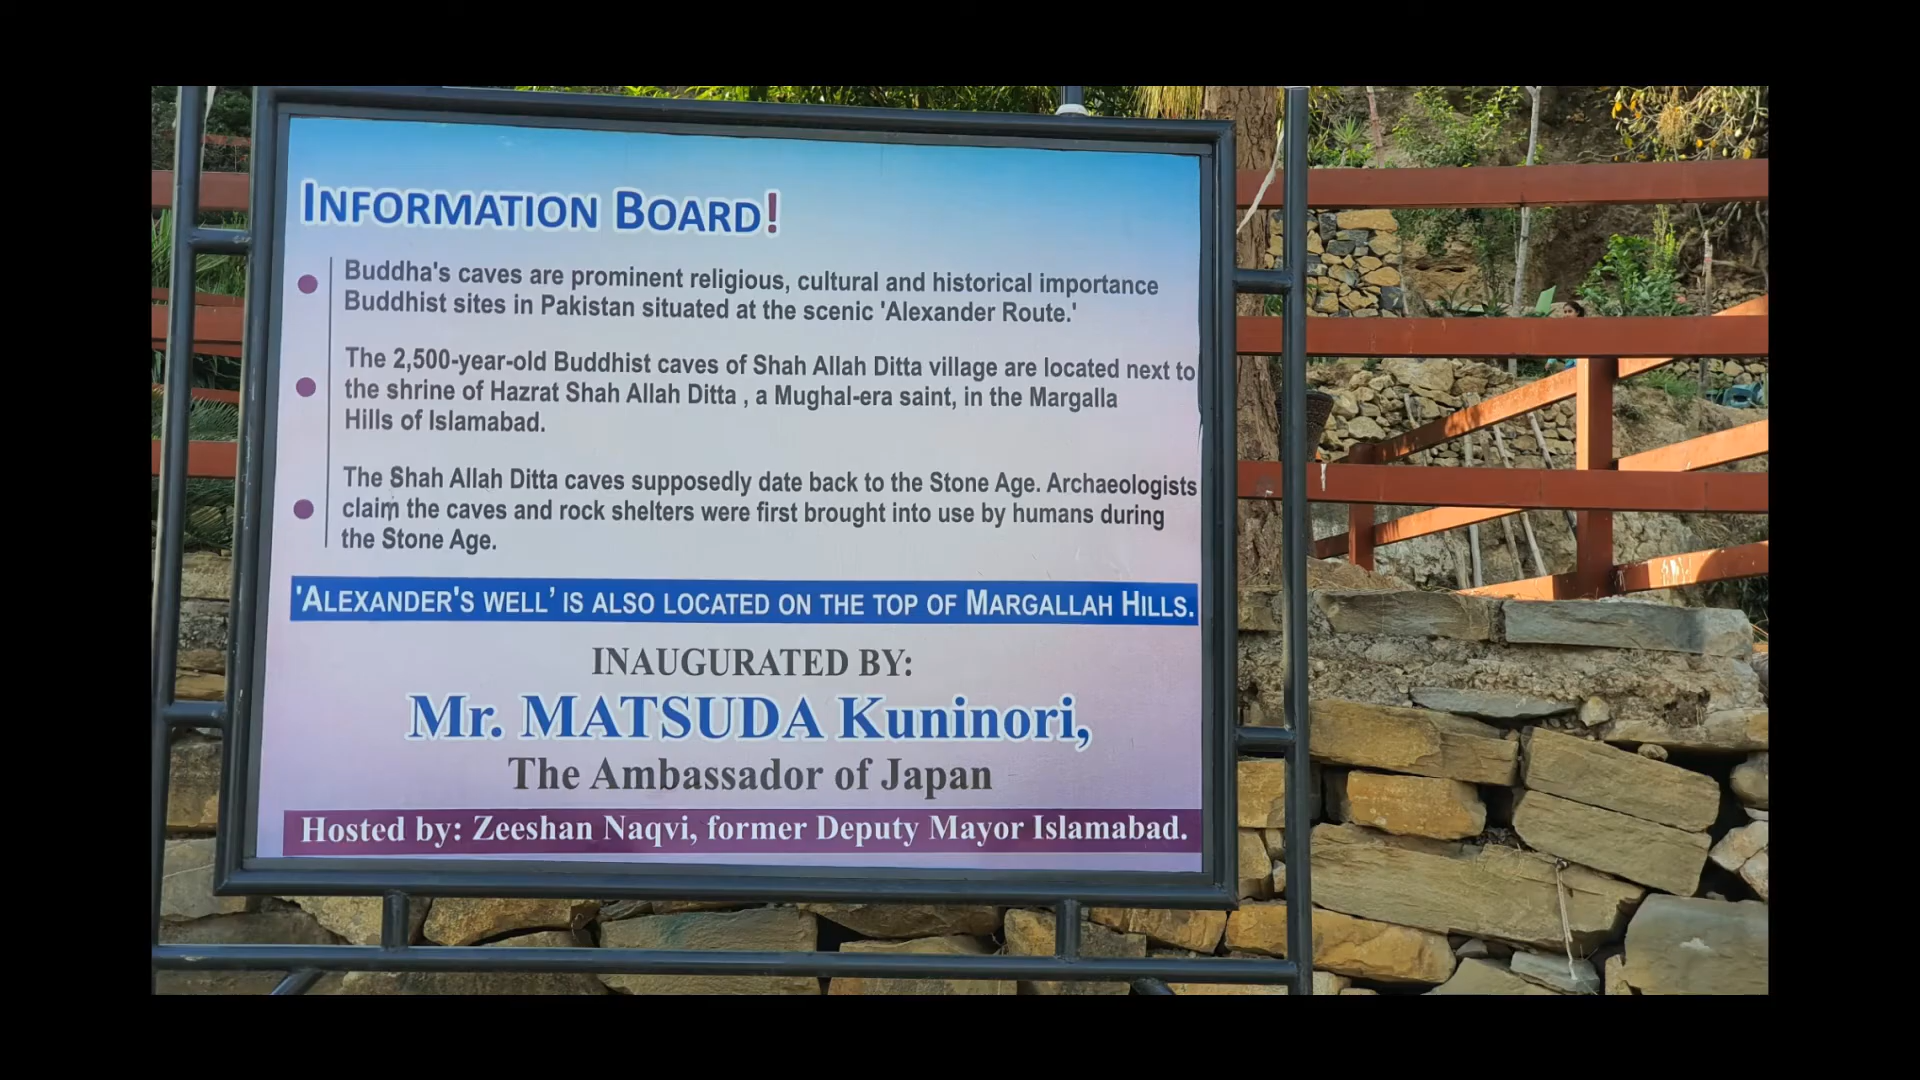 INFORMATION BOARD!
Buddha's caves are prominent religious, cultural and historical importance
Buddhist sites in Pakistan situated at the scenic 'Alexander Route.'
The 2,500-year-old Buddhist caves of Shah Allah Ditta village are located next to
the shrine of Hazrat Shah Allah Ditta , a Mughal-era saint, in the Margalla
Hills of Islamabad.
The Shah Allah Ditta caves supposedly date back to the Stone Age. Archaeologists
claim the caves and rock shelters were first brought into use by humans during
the Stone Age.
'ALEXANDER'S WELL' IS ALSO LOCATED ON THE TOP OF MARGALLAH HILLS.
INAUGURATED BY:
Mr. MATSUDA Kuninori,
The Ambassador of Japan
Hosted by: Zeeshan Naqvi, former Deputy Mayor Islamabad.